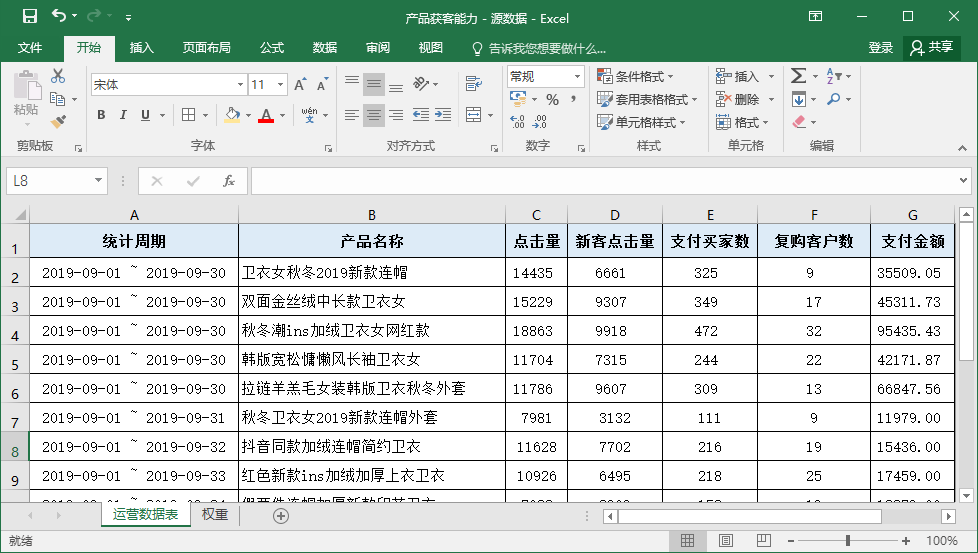 产品获客能力 - 源数据 - Excel
文件 开始 插入 页面布局 公式 数据 审阅 视图 告诉我您想要做什么... 登录 共享
粘贴
宋体 11
B I U A wén 文
常规
% ,
条件格式
套用表格格式
单元格样式
插入
删除
格式
剪贴板 字体 对齐方式 数字 样式 单元格 编辑
L8 fx
A B C D E F G
1 统计周期 产品名称 点击量 新客点击量 支付买家数 复购客户数 支付金额
2 2019-09-01 ~ 2019-09-30 卫衣女秋冬2019新款连帽 14435 6661 325 9 35509.05
3 2019-09-01 ~ 2019-09-30 双面金丝绒中长款卫衣女 15229 9307 349 17 45311.73
4 2019-09-01 ~ 2019-09-30 秋冬潮ins加绒卫衣女网红款 18863 9918 472 32 95435.43
5 2019-09-01 ~ 2019-09-30 韩版宽松慵懒风长袖卫衣女 11704 7315 244 22 42171.87
6 2019-09-01 ~ 2019-09-30 拉链羊羔毛女装韩版卫衣秋冬外套 11786 9607 309 13 66847.56
7 2019-09-01 ~ 2019-09-31 秋冬卫衣女2019新款连帽外套 7981 3132 111 9 11979.00
8 2019-09-01 ~ 2019-09-32 抖音同款加绒连帽简约卫衣 11628 7702 216 19 15436.00
9 2019-09-01 ~ 2019-09-33 红色新款ins加绒加厚上衣卫衣 10926 6495 218 25 17459.00
运营数据表 权重
就绪 100%